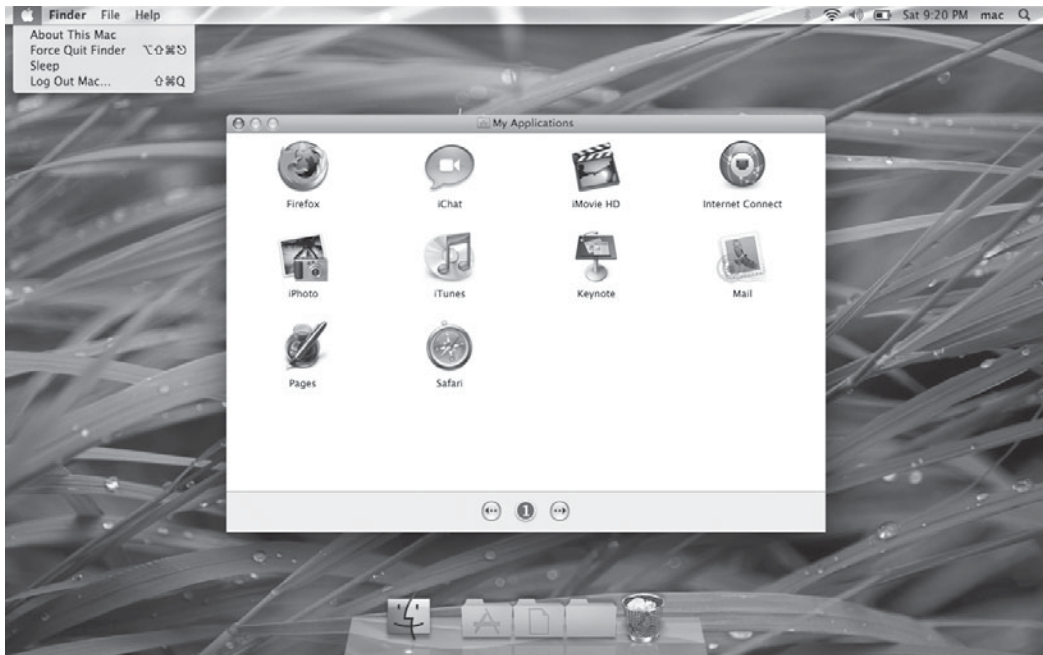 Finder File Help Sat 9:20 PM mac
About This Mac
Force Quit Finder ⌥⇧⌘⎋
Sleep
Log Out Mac... ⇧⌘Q
My Applications
Firefox iChat iMovie HD Internet Connect
iPhoto iTunes Keynote Mail
Pages Safari
1